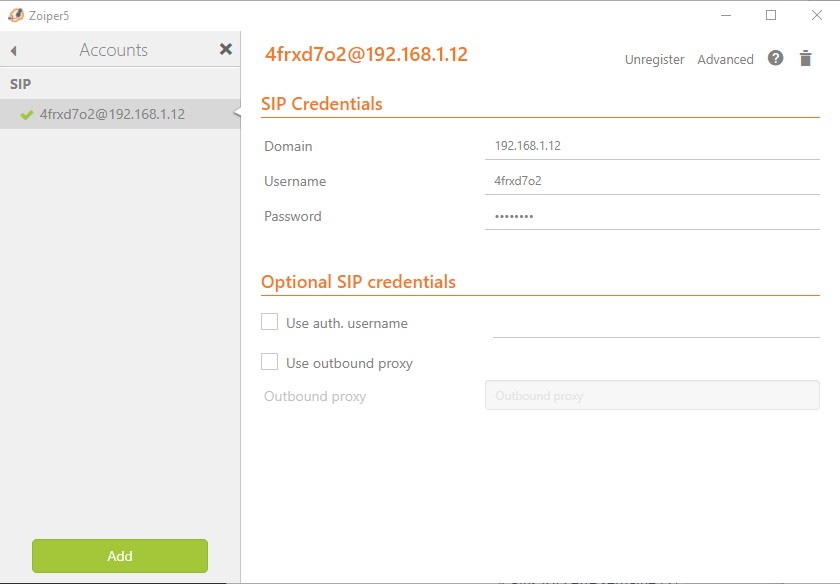 Zoiper5
Accounts
SIP
4frxd7o2@192.168.1.12
Add
4frxd7o2@192.168.1.12
Unregister Advanced ?
SIP Credentials
Domain 192.168.1.12
Username 4frxd7o2
Password ••••••••
Optional SIP credentials
Use auth. username
Use outbound proxy
Outbound proxy Outbound proxy